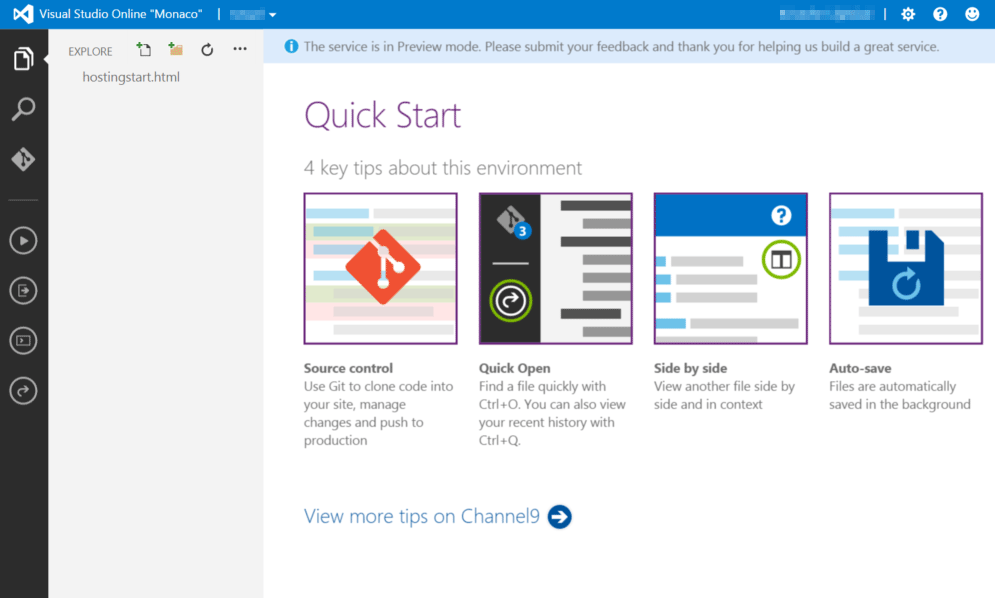 Visual Studio Online "Monaco" |
|
EXPLORE
hostingstart.html
The service is in Preview mode. Please submit your feedback and thank you for helping us build a great service.
Quick Start
4 key tips about this environment
3
Source control
Use Git to clone code into
your site, manage
changes and push to
production
Quick Open
Find a file quickly with
Ctrl+O. You can also view
your recent history with
Ctrl+Q.
Side by side
View another file side by
side and in context
Auto-save
Files are automatically
saved in the background
View more tips on Channel9